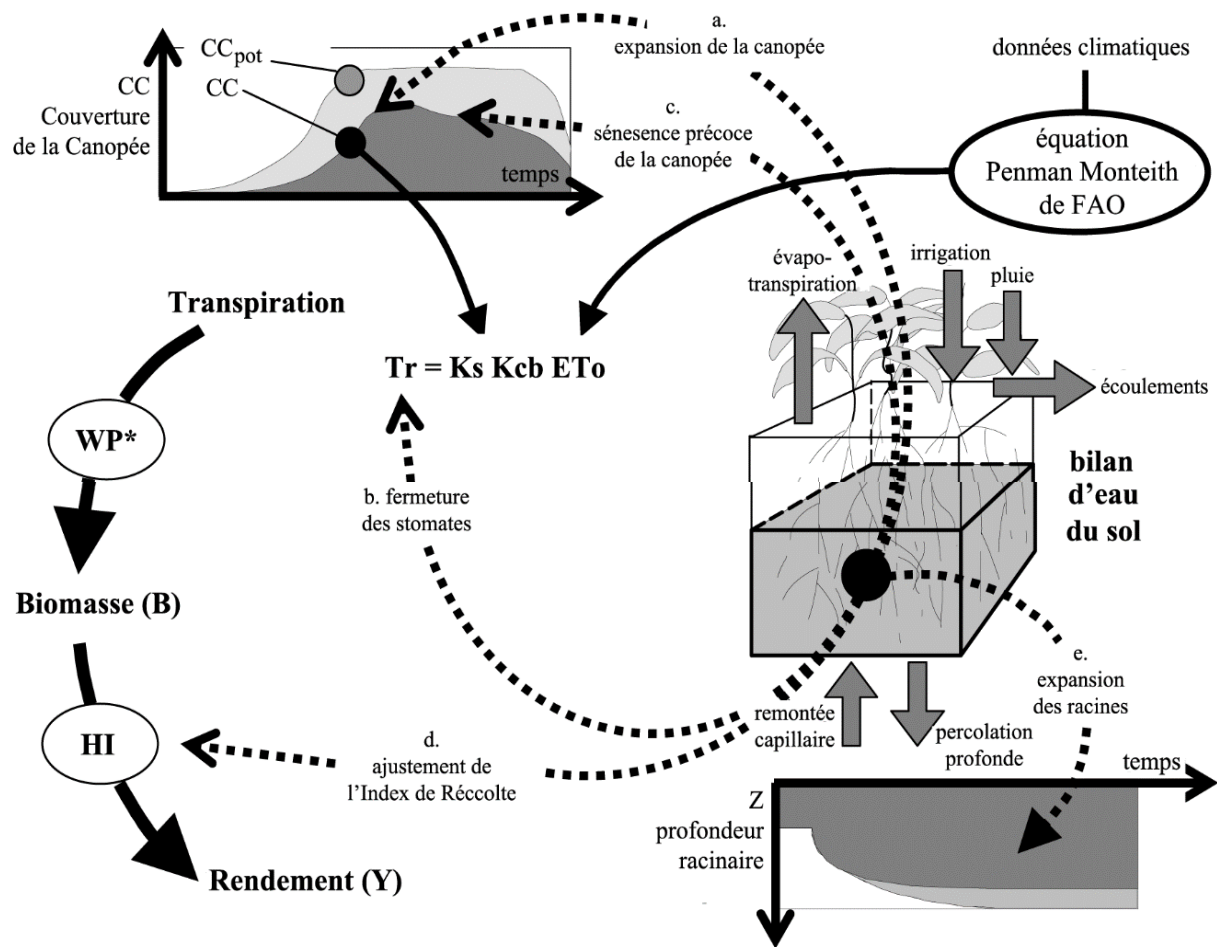 CCpot
CC
CC
Couverture
de la Canopée
temps
a.
expansion de la canopée
c.
sénesence précoce
de la canopée
données climatiques
équation
Penman Monteith
de FAO
évapo-
transpiration
irrigation
pluie
écoulements
bilan
d’eau
du sol
Transpiration
Tr = Ks Kcb ETo
WP*
b. fermeture
des stomates
Biomasse (B)
HI
d.
ajustement de
l’Index de Réccolte
Rendement (Y)
remontée
capillaire
percolation
profonde
e.
expansion
des racines
temps
Z
profondeur
racinaire